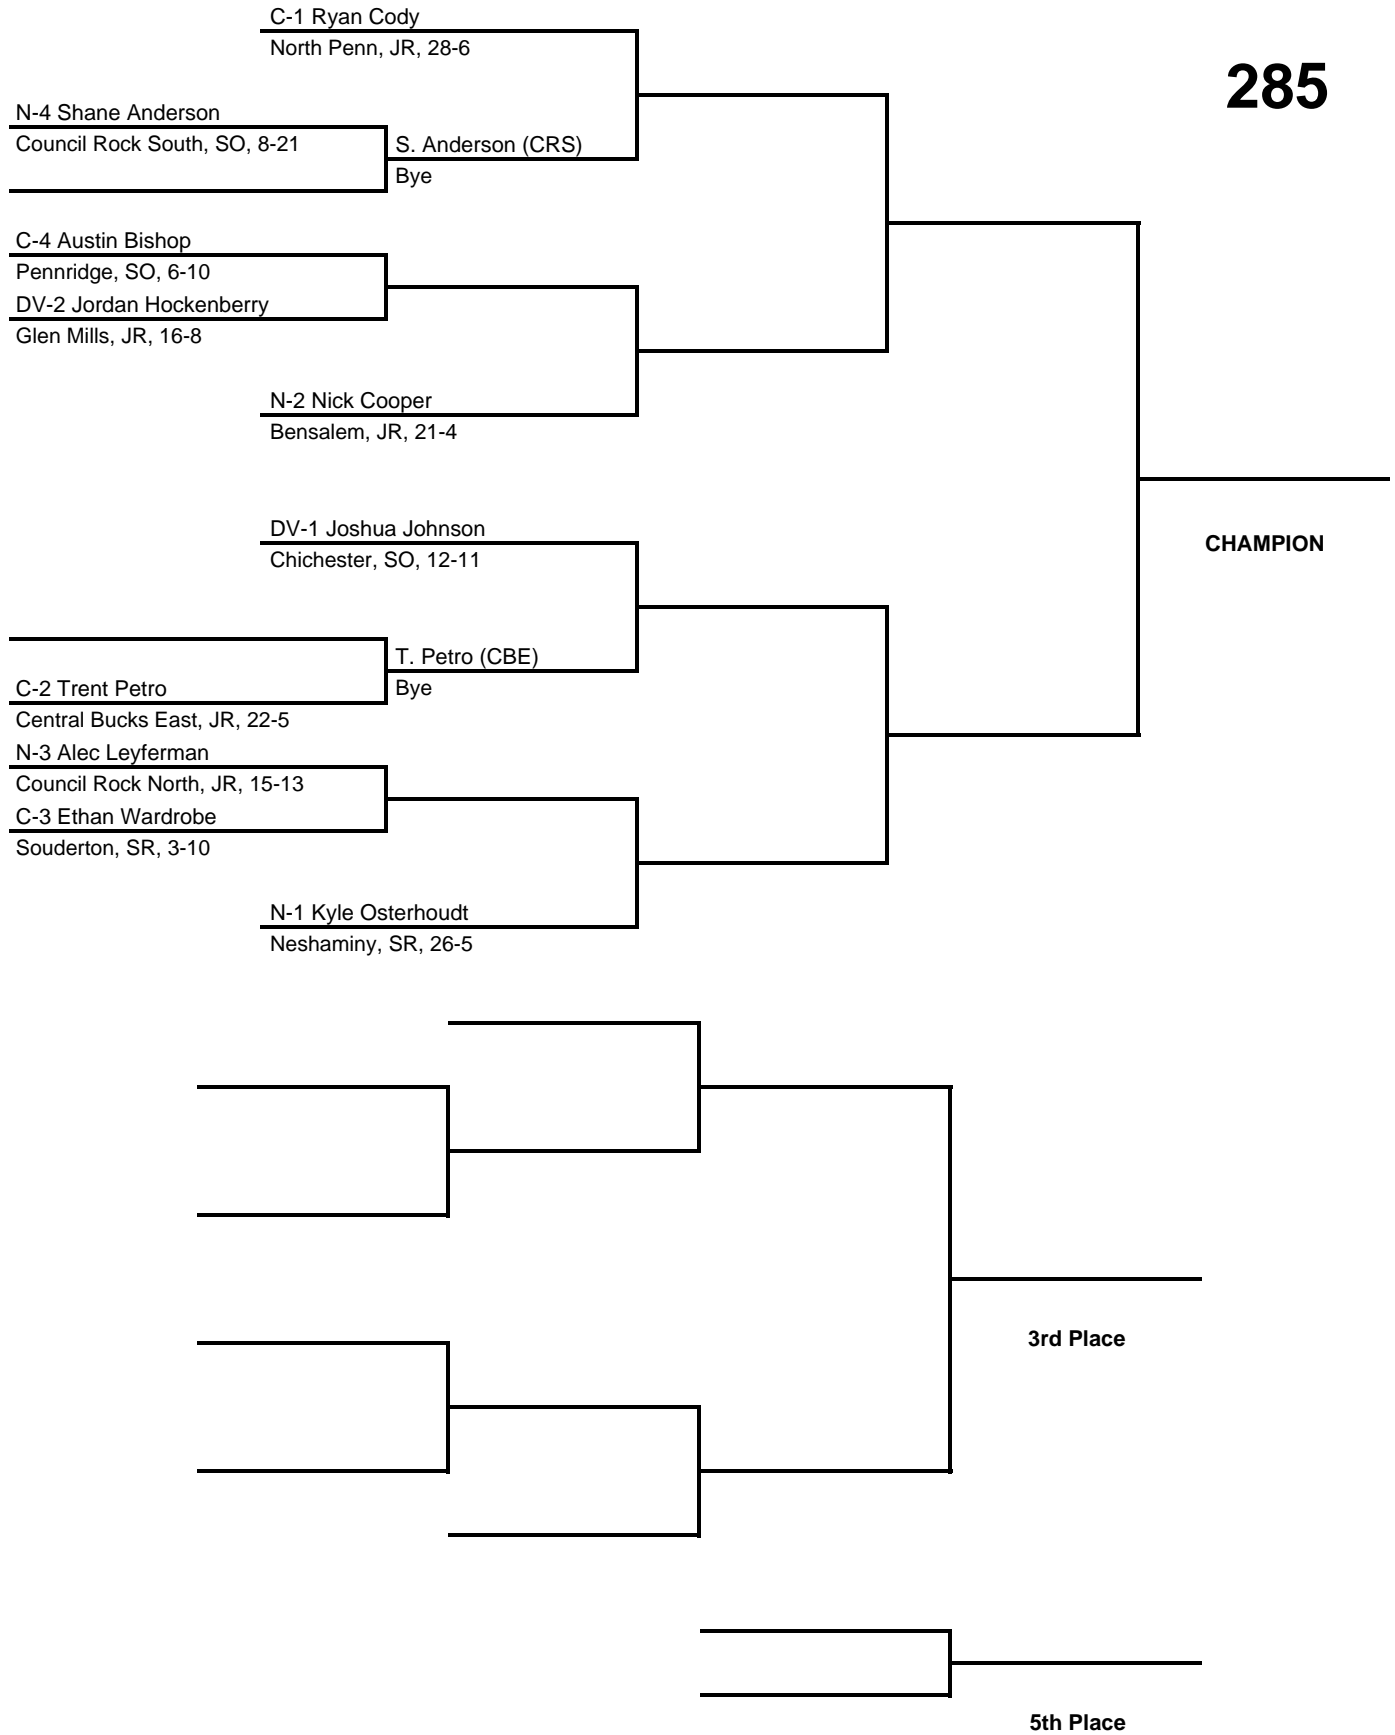 C-1 Ryan Cody
North Penn, JR, 28-6
285
N-4 Shane Anderson
Council Rock South, SO, 8-21
S. Anderson (CRS)
Bye
C-4 Austin Bishop
Pennridge, SO, 6-10
DV-2 Jordan Hockenberry
Glen Mills, JR, 16-8
N-2 Nick Cooper
Bensalem, JR, 21-4
DV-1 Joshua Johnson
Chichester, SO, 12-11
CHAMPION
T. Petro (CBE)
Bye
C-2 Trent Petro
Central Bucks East, JR, 22-5
N-3 Alec Leyferman
Council Rock North, JR, 15-13
C-3 Ethan Wardrobe
Souderton, SR, 3-10
N-1 Kyle Osterhoudt
Neshaminy, SR, 26-5
3rd Place
5th Place